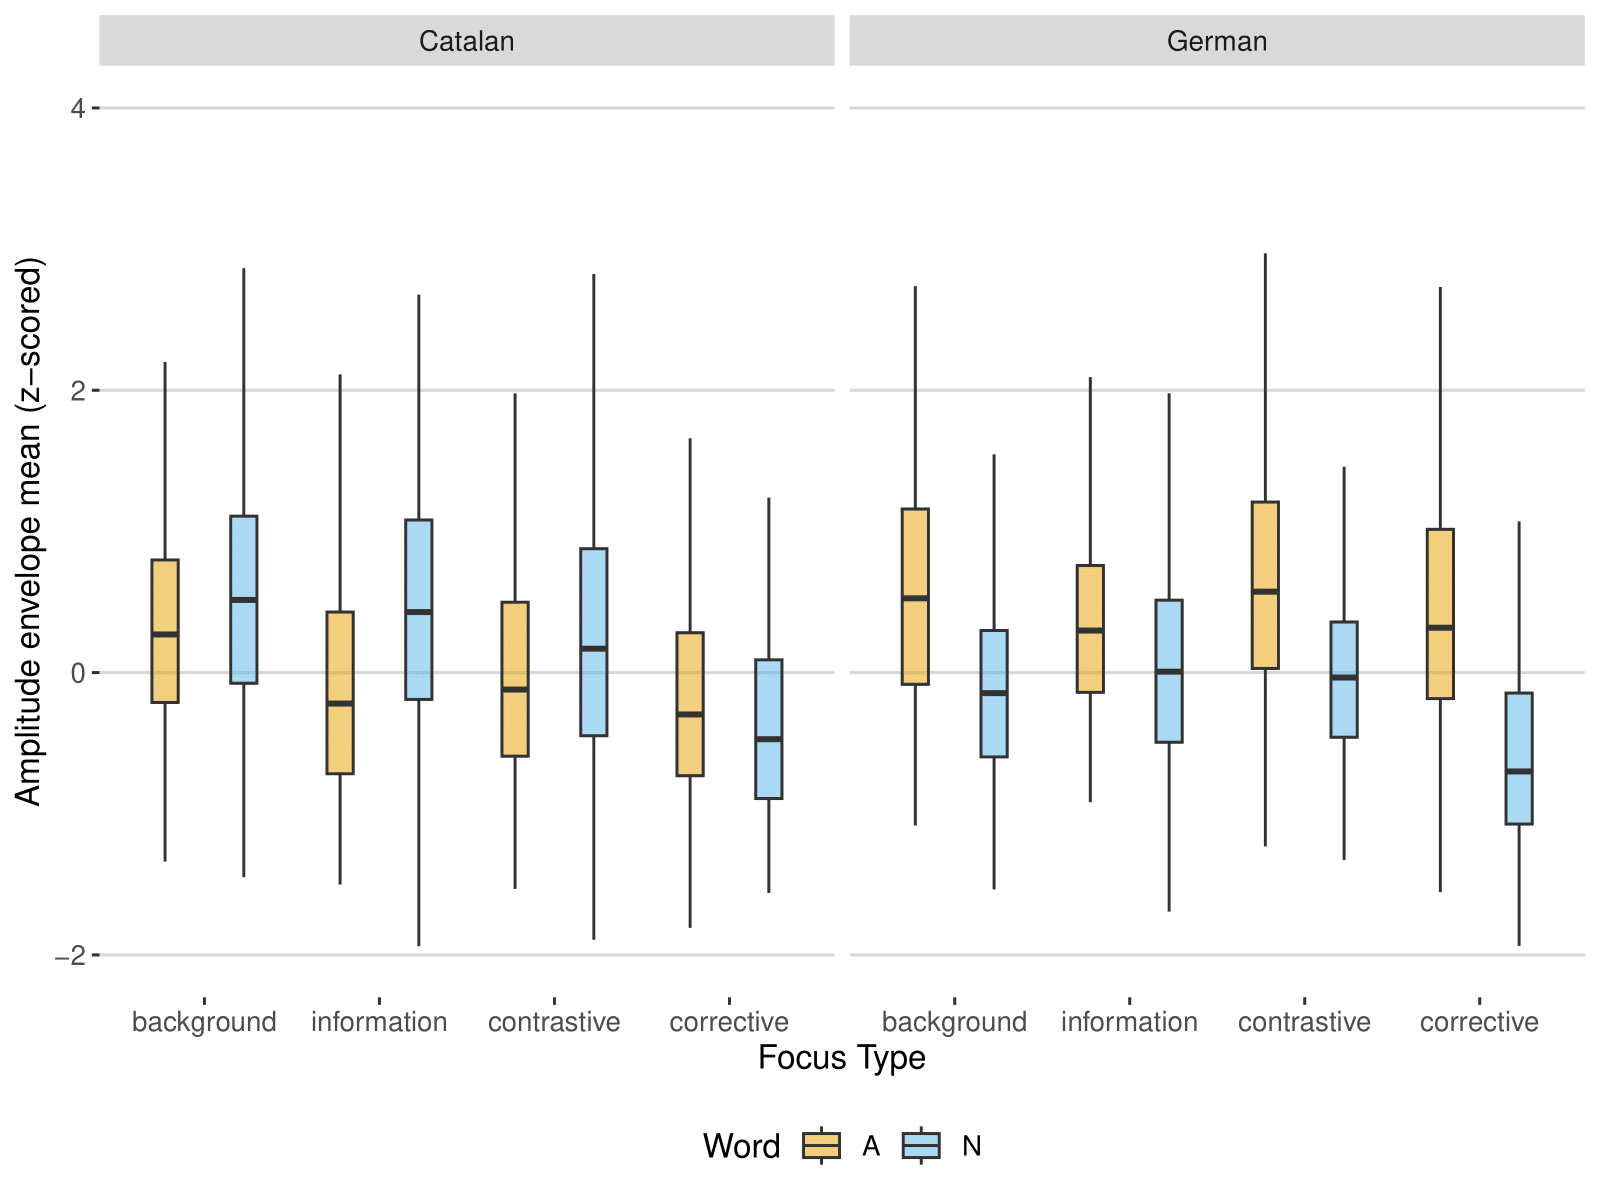 Catalan German
4
2
0
−2
Amplitude envelope mean (z−scored)
background information contrastive corrective background information contrastive corrective
Focus Type
Word A N